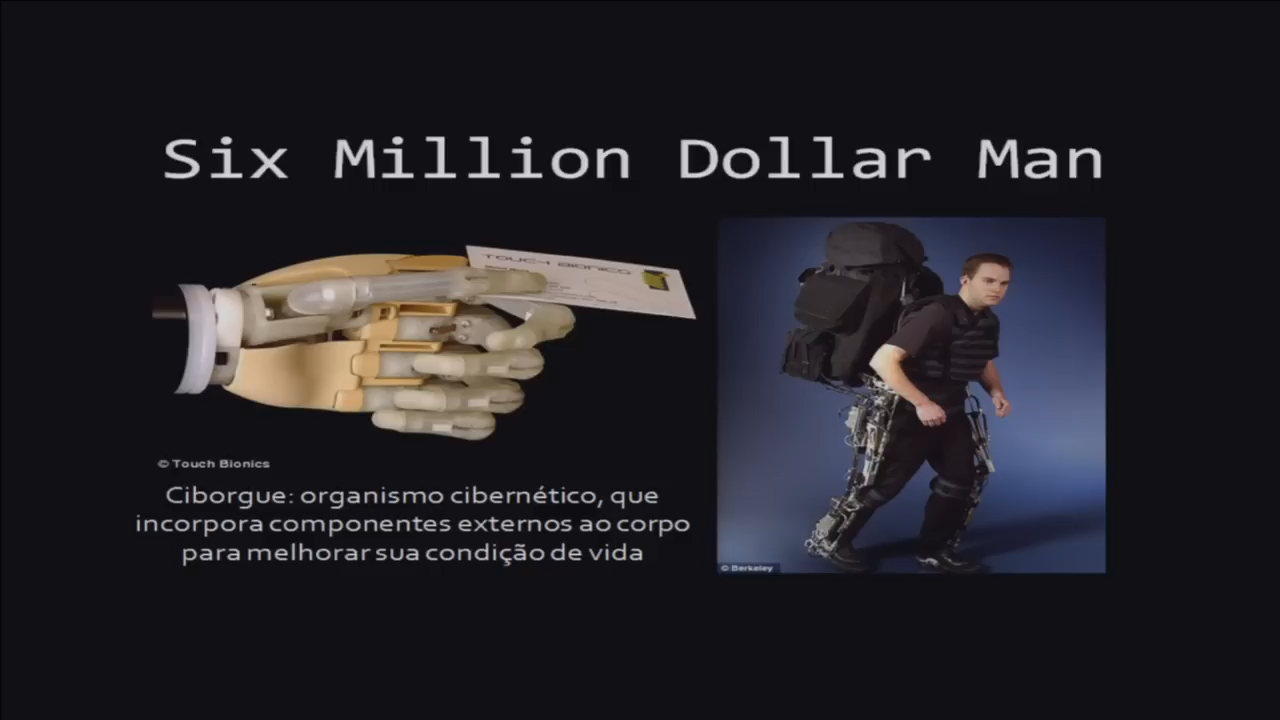 Six Million Dollar Man
TOUCH BIONICS
© Touch Bionics
Ciborgue: organismo cibernético, que
incorpora componentes externos ao corpo
para melhorar sua condição de vida
© Berkeley